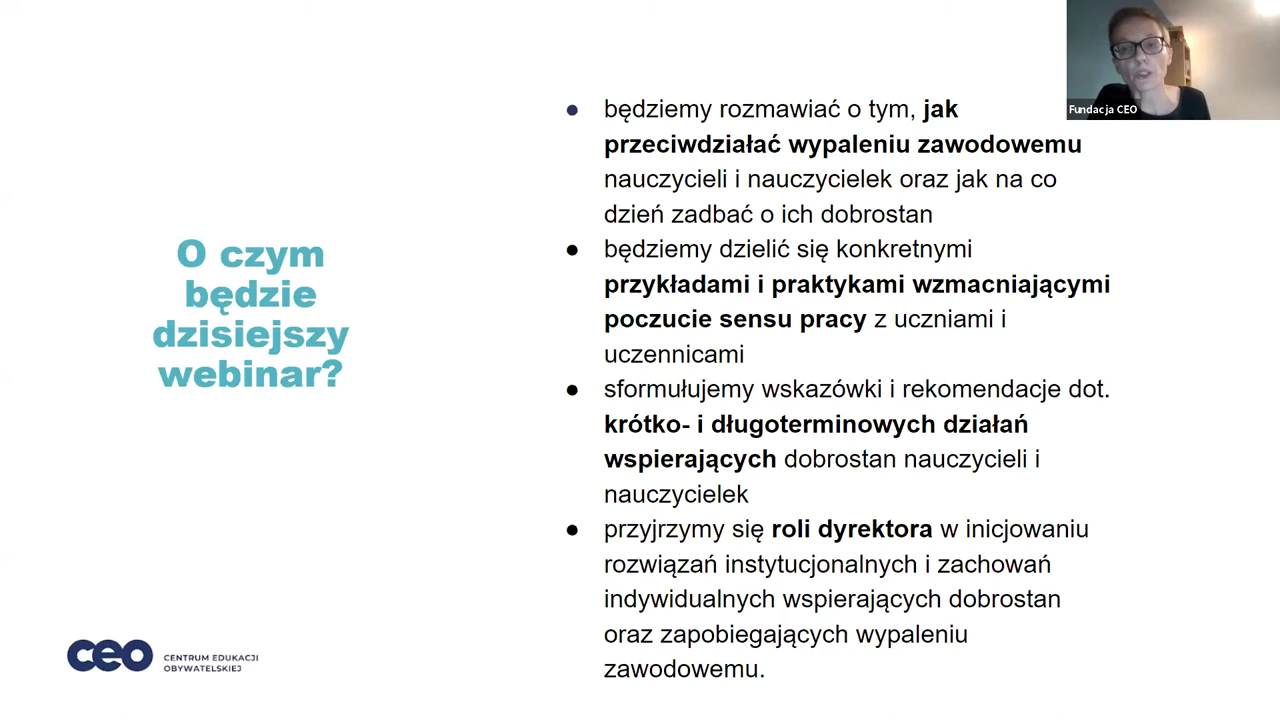 O czym
będzie
dzisiejszy
webinar?
będziemy rozmawiać o tym, jak
przeciwdziałać wypaleniu zawodowemu
nauczycieli i nauczycielek oraz jak na co
dzień zadbać o ich dobrostan
będziemy dzielić się konkretnymi
przykładami i praktykami wzmacniającymi
poczucie sensu pracy z uczniami i
uczennicami
sformułujemy wskazówki i rekomendacje dot.
krótko- i długoterminowych działań
wspierających dobrostan nauczycieli i
nauczycielek
przyjrzymy się roli dyrektora w inicjowaniu
rozwiązań instytucjonalnych i zachowań
indywidualnych wspierających dobrostan
oraz zapobiegających wypaleniu
zawodowemu.
Fundacja CEO
ceo
CENTRUM EDUKACJI
OBYWATELSKIEJ